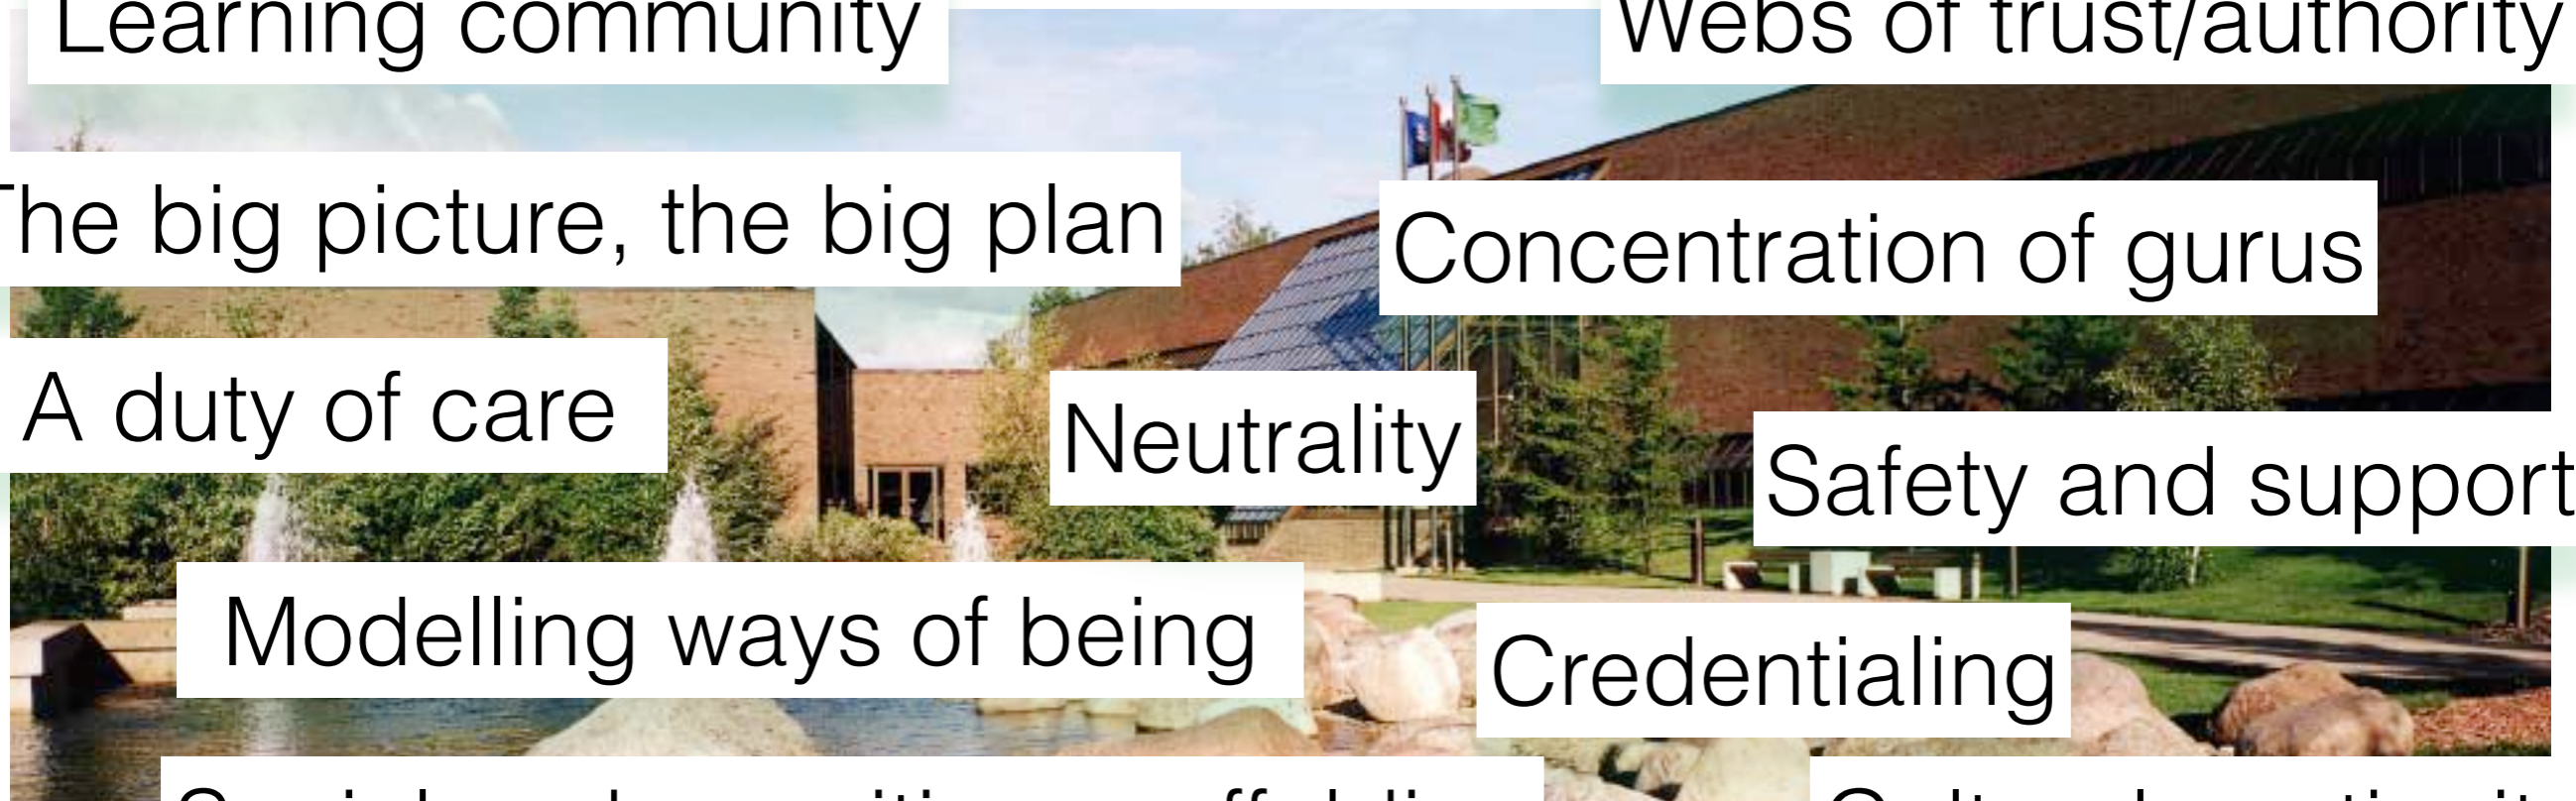 Learning community
Webs of trust/authority
The big picture, the big plan
Concentration of gurus
A duty of care
Neutrality
Safety and support
Modelling ways of being
Credentialing